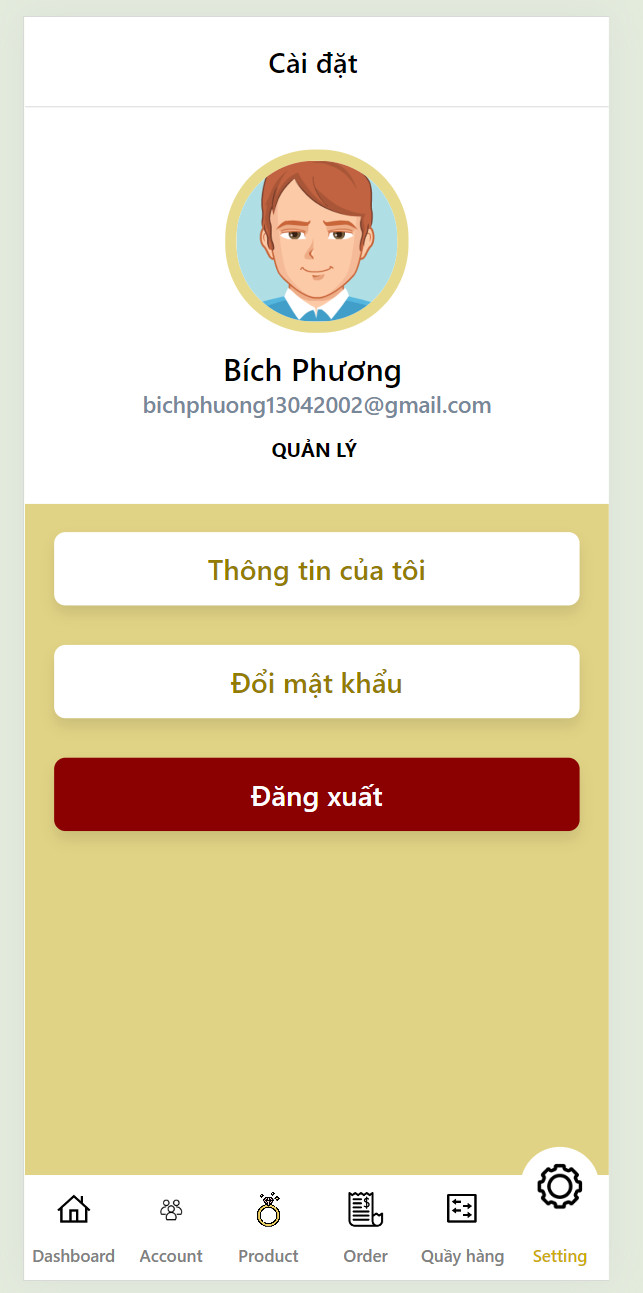 Cài đặt
Bích Phương
bichphuong13042002@gmail.com
QUẢN LÝ
Thông tin của tôi
Đổi mật khẩu
Đăng xuất
Dashboard Account Product Order Quầy hàng Setting